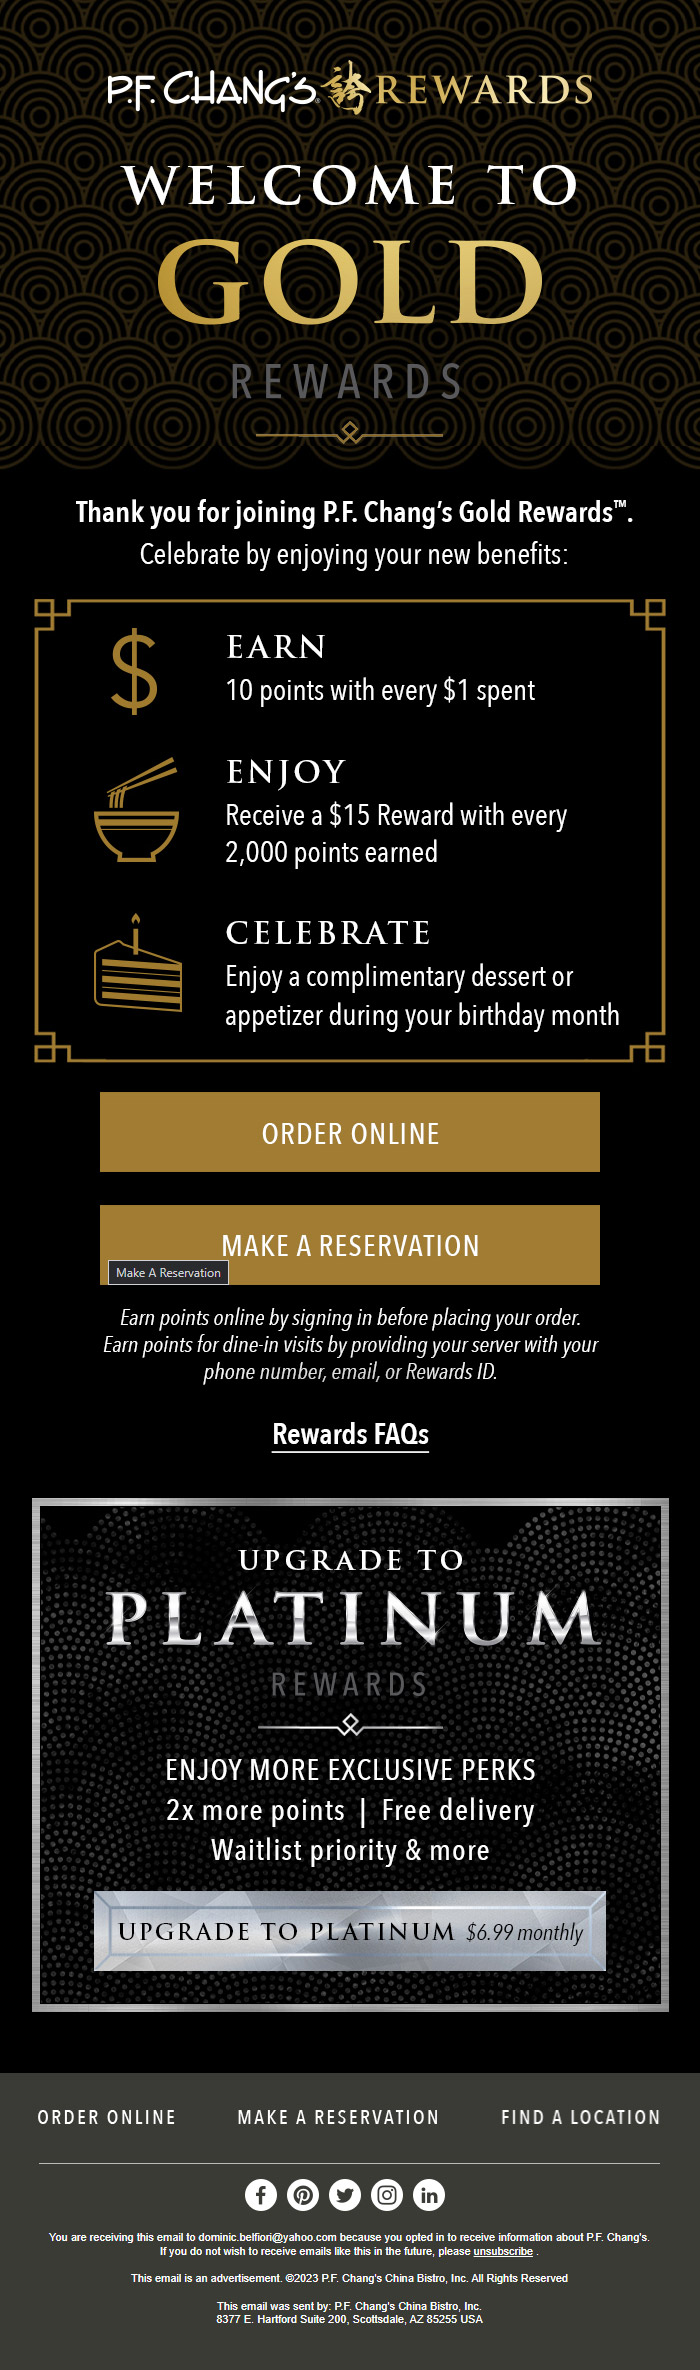 P.F. CHANG'S REWARDS
WELCOME TO
GOLD
REWARDS
Thank you for joining P.F. Chang's Gold Rewards™.
Celebrate by enjoying your new benefits:
$
EARN
10 points with every $1 spent
ENJOY
Receive a $15 Reward with every
2,000 points earned
CELEBRATE
Enjoy a complimentary dessert or
appetizer during your birthday month
ORDER ONLINE
MAKE A RESERVATION
Make A Reservation
Earn points online by signing in before placing your order.
Earn points for dine-in visits by providing your server with your
phone number, email, or Rewards ID.
Rewards FAQs
UPGRADE TO
PLATINUM
REWARDS
ENJOY MORE EXCLUSIVE PERKS
2x more points | Free delivery
Waitlist priority & more
UPGRADE TO PLATINUM $6.99 monthly
ORDER ONLINE MAKE A RESERVATION FIND A LOCATION
You are receiving this email to dominic.belfiori@yahoo.com because you opted in to receive information about P.F. Chang's.
If you do not wish to receive emails like this in the future, please unsubscribe .
This email is an advertisement. ©2023 P.F. Chang's China Bistro, Inc. All Rights Reserved
This email was sent by: P.F. Chang's China Bistro, Inc.
8377 E. Hartford Suite 200, Scottsdale, AZ 85255 USA